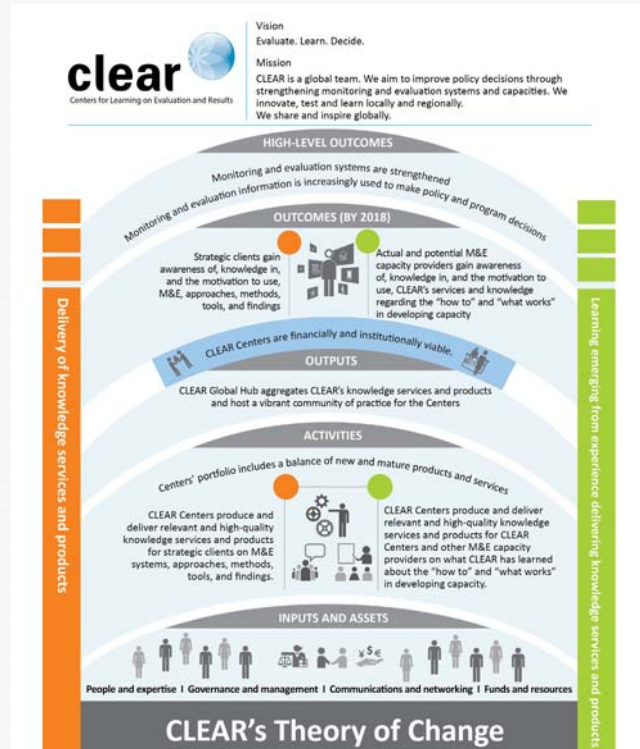 clear
Centers for Learning on Evaluation and Results
Vision
Evaluate. Learn. Decide.
Mission
CLEAR is a global team. We aim to improve policy decisions through
strengthening monitoring and evaluation systems and capacities. We
innovate, test and learn locally and regionally.
We share and inspire globally.
HIGH-LEVEL OUTCOMES
Monitoring and evaluation systems are strengthened
Monitoring and evaluation information is increasingly used to make policy and program decisions
OUTCOMES (BY 2018)
Strategic clients gain
awareness of, knowledge in,
and the motivation to use,
M&E, approaches, methods,
tools, and findings
Actual and potential M&E
capacity providers gain awareness
of, knowledge in, and the motivation to
use, CLEAR's services and knowledge
regarding the "how to" and "what works"
in developing capacity
CLEAR Centers are financially and institutionally viable.
OUTPUTS
CLEAR Global Hub aggregates CLEAR's knowledge services and products
and host a vibrant community of practice for the Centers
ACTIVITIES
Centers' portfolio includes a balance of new and mature products and services
CLEAR Centers produce and
deliver relevant and high-quality
knowledge services and products
for strategic clients on M&E
systems, approaches, methods,
tools, and findings.
CLEAR Centers produce and deliver
relevant and high-quality knowledge
services and products for CLEAR
Centers and other M&E capacity
providers on what CLEAR has learned
about the "how to" and "what works"
in developing capacity.
INPUTS AND ASSETS
¥ $ €
People and expertise I Governance and management I Communications and networking I Funds and resources
CLEAR's Theory of Change
Delivery of knowledge services and products
Learning emerging from experience delivering knowledge services and products